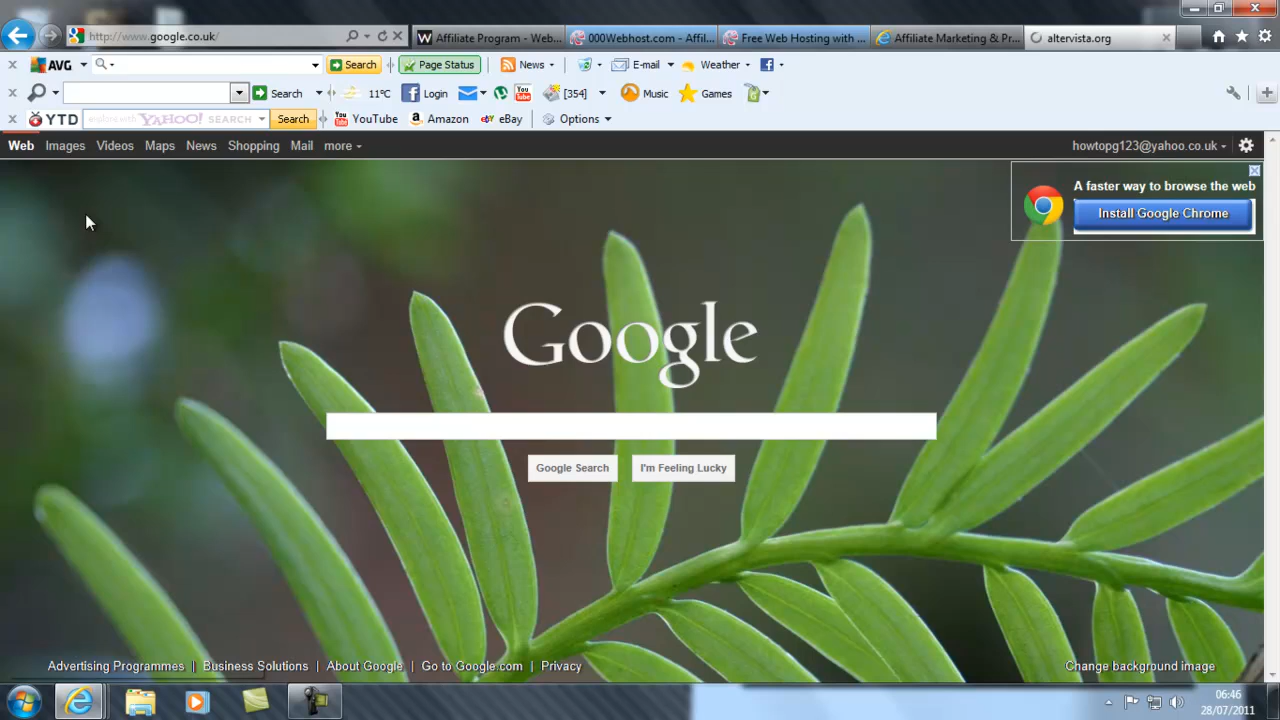 http://www.google.co.uk/ Affiliate Program - Web... 000Webhost.com - Affil... Free Web Hosting with ... Affiliate Marketing & Pr... altervista.org
AVG Search Page Status News E-mail Weather
Search 11°C Login [354] Music Games
YTD YAHOO! SEARCH Search YouTube Amazon eBay Options
Web Images Videos Maps News Shopping Mail more howtopg123@yahoo.co.uk
A faster way to browse the web
Install Google Chrome
Google
Google Search I'm Feeling Lucky
Advertising Programmes Business Solutions About Google Go to Google.com Privacy Change background image
06:46
28/07/2011